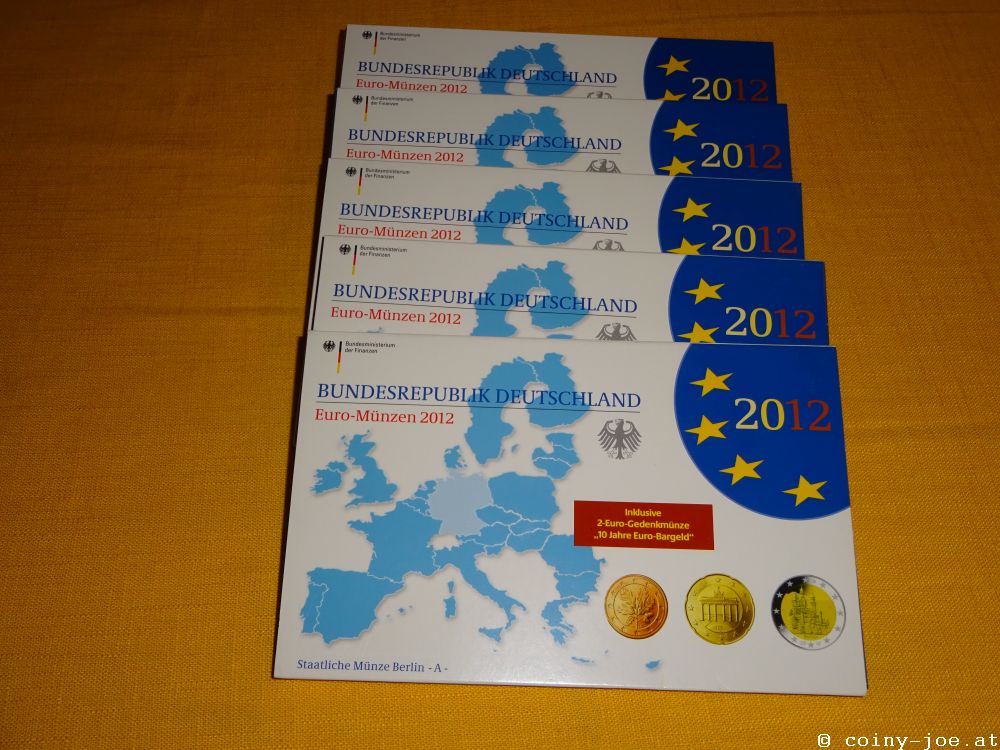 Bundesministerium
der Finanzen
BUNDESREPUBLIK DEUTSCHLAND
Euro-Münzen 2012
2012
Bundesministerium
der Finanzen
BUNDESREPUBLIK DEUTSCHLAND
Euro-Münzen 2012
2012
Bundesministerium
der Finanzen
BUNDESREPUBLIK DEUTSCHLAND
Euro-Münzen 2012
2012
Bundesministerium
der Finanzen
BUNDESREPUBLIK DEUTSCHLAND
Euro-Münzen 2012
2012
Bundesministerium
der Finanzen
BUNDESREPUBLIK DEUTSCHLAND
Euro-Münzen 2012
2012
Inklusive
2-Euro-Gedenkmünze
„10 Jahre Euro-Bargeld“
Staatliche Münze Berlin - A -
© coiny-joe.at